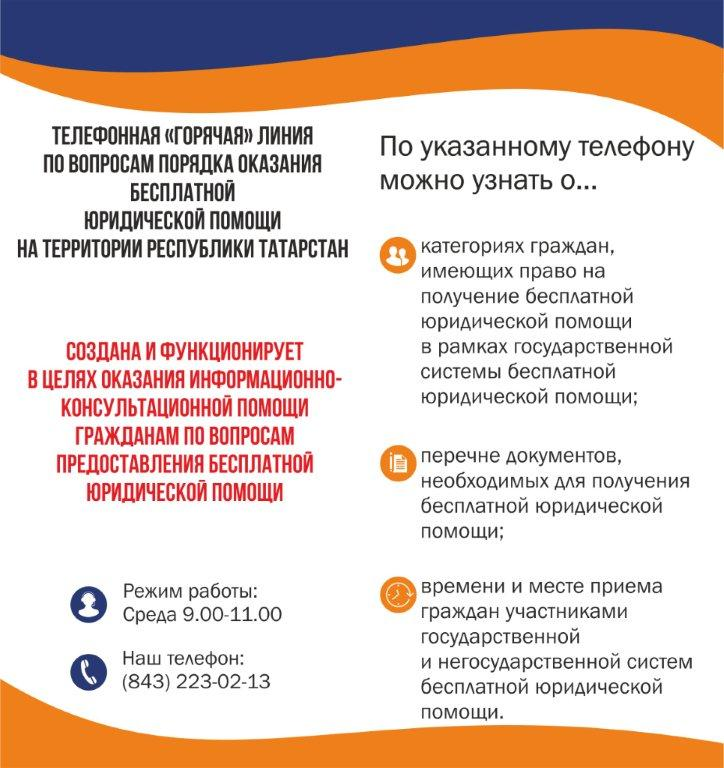 ТЕЛЕФОННАЯ «ГОРЯЧАЯ» ЛИНИЯ
ПО ВОПРОСАМ ПОРЯДКА ОКАЗАНИЯ
БЕСПЛАТНОЙ
ЮРИДИЧЕСКОЙ ПОМОЩИ
НА ТЕРРИТОРИИ РЕСПУБЛИКИ ТАТАРСТАН
СОЗДАНА И ФУНКЦИОНИРУЕТ
В ЦЕЛЯХ ОКАЗАНИЯ ИНФОРМАЦИОННО-
КОНСУЛЬТАЦИОННОЙ ПОМОЩИ
ГРАЖДАНАМ ПО ВОПРОСАМ
ПРЕДОСТАВЛЕНИЯ БЕСПЛАТНОЙ
ЮРИДИЧЕСКОЙ ПОМОЩИ
Режим работы:
Среда 9.00-11.00
Наш телефон:
(843) 223-02-13
По указанному телефону
можно узнать о...
категориях граждан,
имеющих право на
получение бесплатной
юридической помощи
в рамках государственной
системы бесплатной
юридической помощи;
перечне документов,
необходимых для получения
бесплатной юридической
помощи;
времени и месте приема
граждан участниками
государственной
и негосударственной систем
бесплатной юридической
помощи.